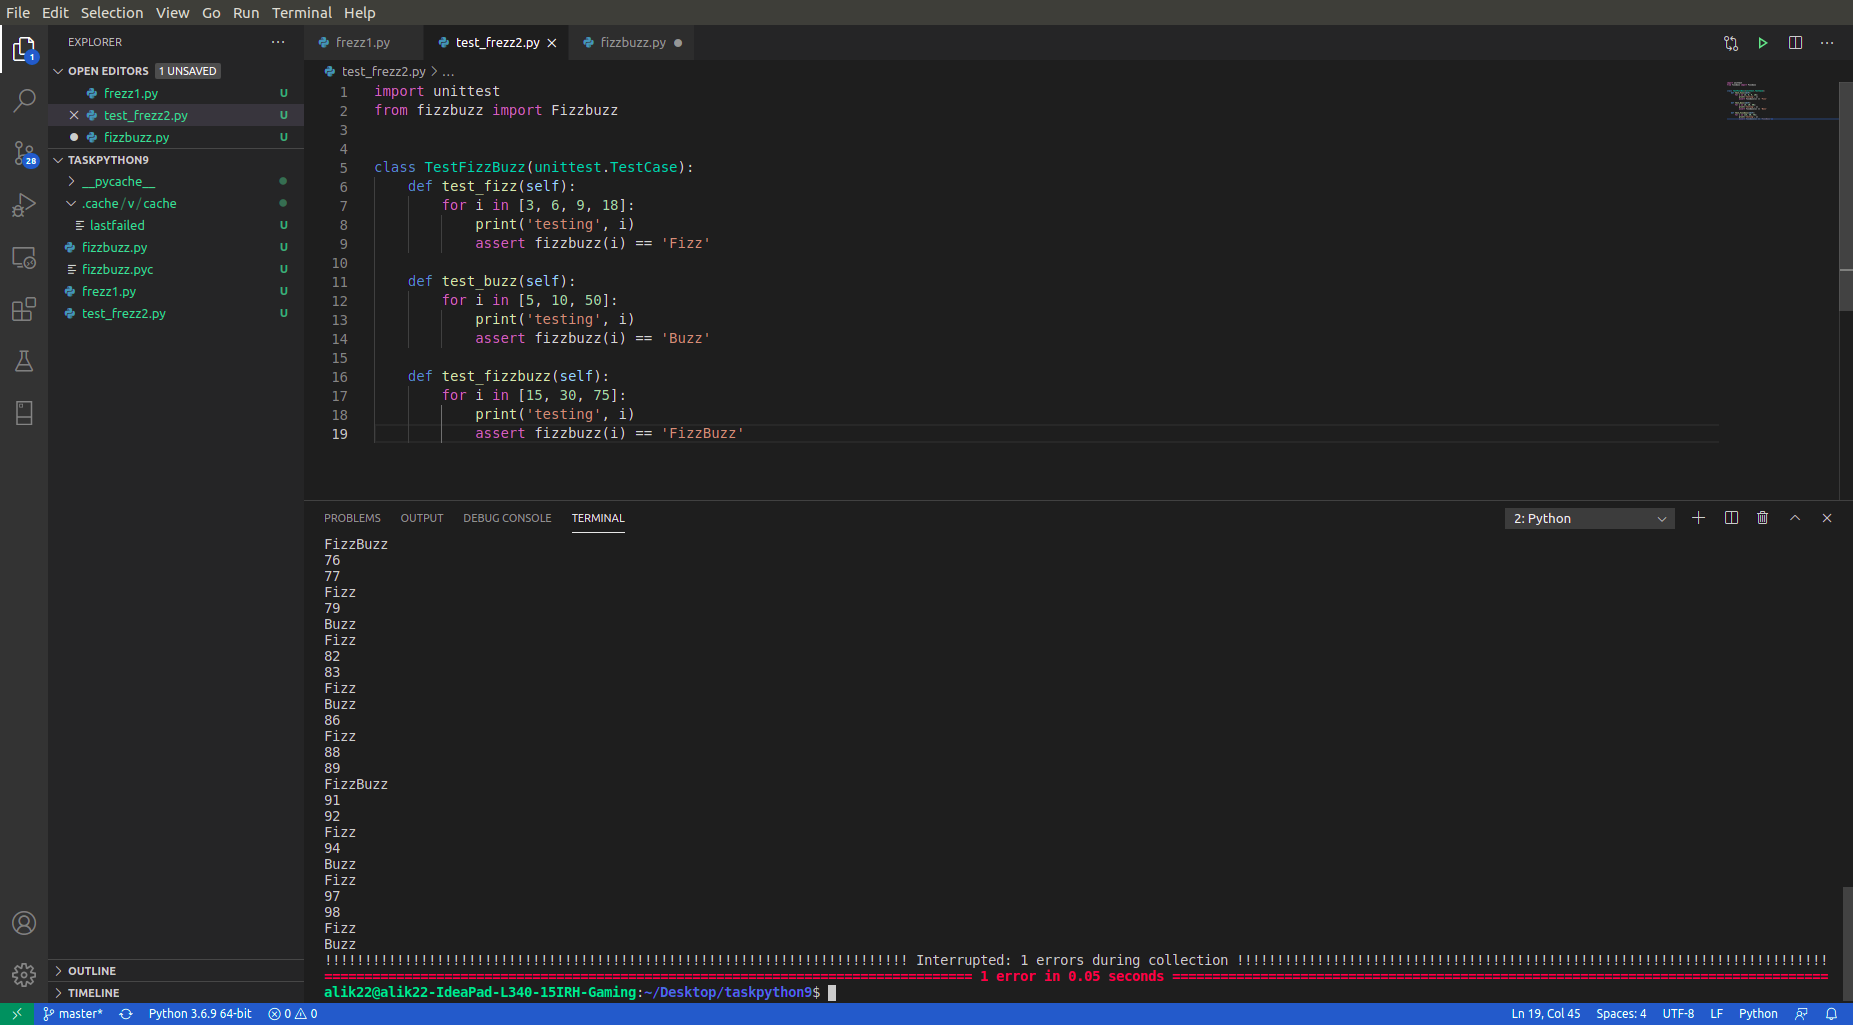 File Edit Selection View Go Run Terminal Help
EXPLORER
OPEN EDITORS 1 UNSAVED
frezz1.py U
test_frezz2.py U
fizzbuzz.py U
TASKPYTHON9
__pycache__
.cache / v / cache
lastfailed U
fizzbuzz.py U
fizzbuzz.pyc U
frezz1.py U
test_frezz2.py U
OUTLINE
TIMELINE
1
28
frezz1.py test_frezz2.py fizzbuzz.py
test_frezz2.py > ...
1 import unittest
2 from fizzbuzz import Fizzbuzz
3
4
5 class TestFizzBuzz(unittest.TestCase):
6 def test_fizz(self):
7 for i in [3, 6, 9, 18]:
8 print('testing', i)
9 assert fizzbuzz(i) == 'Fizz'
10
11 def test_buzz(self):
12 for i in [5, 10, 50]:
13 print('testing', i)
14 assert fizzbuzz(i) == 'Buzz'
15
16 def test_fizzbuzz(self):
17 for i in [15, 30, 75]:
18 print('testing', i)
19 assert fizzbuzz(i) == 'FizzBuzz'
PROBLEMS OUTPUT DEBUG CONSOLE TERMINAL 2: Python
FizzBuzz
76
77
Fizz
79
Buzz
Fizz
82
83
Fizz
Buzz
86
Fizz
88
89
FizzBuzz
91
92
Fizz
94
Buzz
Fizz
97
98
Fizz
Buzz
!!!!!!!!!!!!!!!!!!!!!!!!!!!!!!!!!!!!!!!!!!!!!!!!!!!!!!!!!!!!!!!!!!!!!!!!! Interrupted: 1 errors during collection !!!!!!!!!!!!!!!!!!!!!!!!!!!!!!!!!!!!!!!!!!!!!!!!!!!!!!!!!!!!!!!!!!!!!!!!!!
================================================================================= 1 error in 0.05 seconds ==================================================================================
alik22@alik22-IdeaPad-L340-15IRH-Gaming:~/Desktop/taskpython9$
master* Python 3.6.9 64-bit 0 0 Ln 19, Col 45 Spaces: 4 UTF-8 LF Python